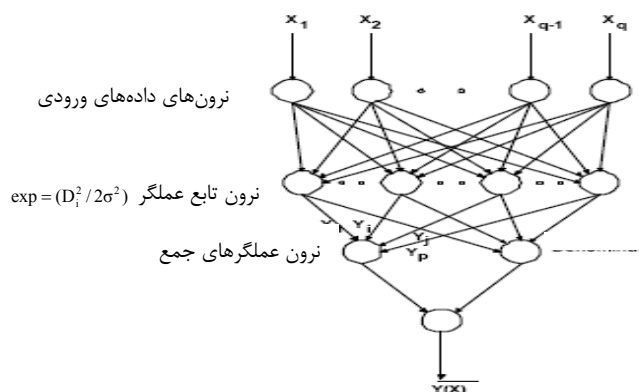 X1 X2 Xq-1 Xq
نرون‌های داده‌های ورودی
نرون تابع عملگر exp = (D_i^2 / 2σ^2)
Yi
Yj
نرون عملگرهای جمع
Yp
Y(X)